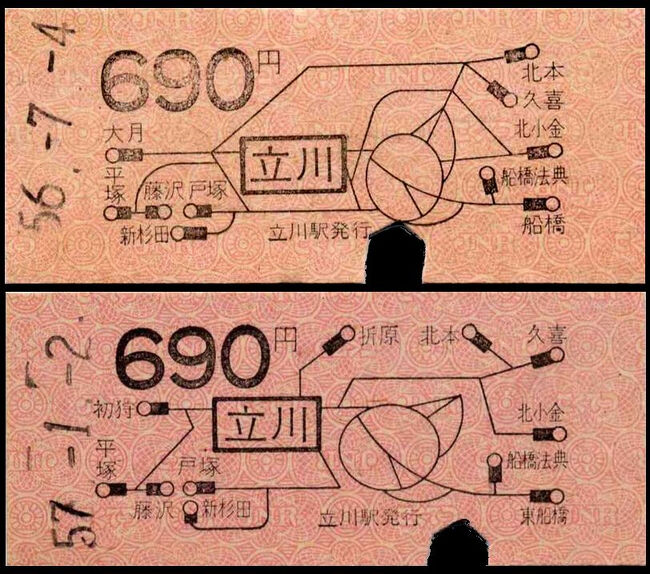 56.-7.-4
690円
北本
久喜
大月
立川
北小金
平塚
藤沢
戸塚
船橋法典
新杉田
立川駅発行
船橋
57.-1.-2.
690円
折原
北本
久喜
初狩
立川
北小金
平塚
戸塚
船橋法典
藤沢
新杉田
立川駅発行
東船橋